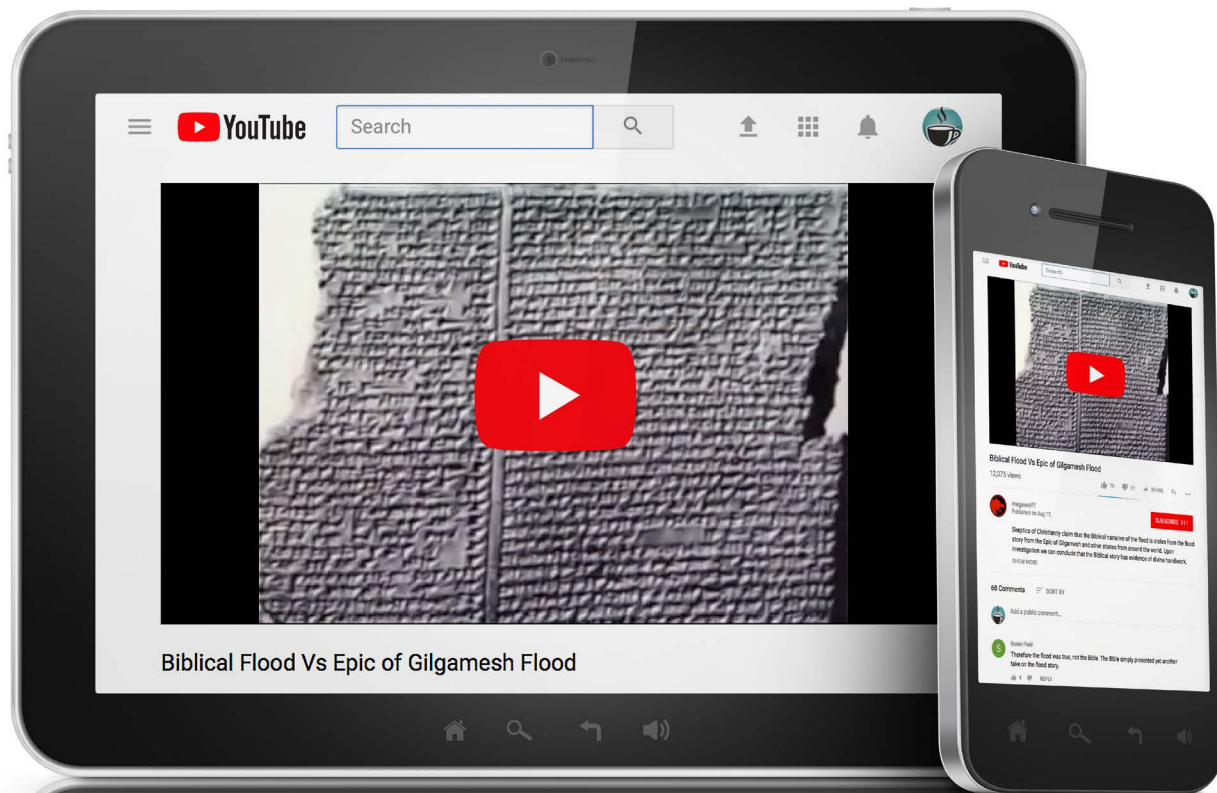 YouTube
Search
Biblical Flood Vs Epic of Gilgamesh Flood
YouTube
Search
Biblical Flood Vs Epic of Gilgamesh Flood
12,075 views
SHARE
megawolf7
Published on Aug 17,
SUBSCRIBE 911
Skeptics of Christianity claim that the Biblical narrative of the flood is stolen from the flood
story from the Epic of Gilgamesh and other stories from around the world. Upon
investigation we can conclude that the Biblical story has evidence of divine handiwork.
SHOW MORE
68 Comments SORT BY
Add a public comment...
S
Therefore the flood was true, not the Bible. The Bible simply presented yet another
take on the flood story.
4 REPLY